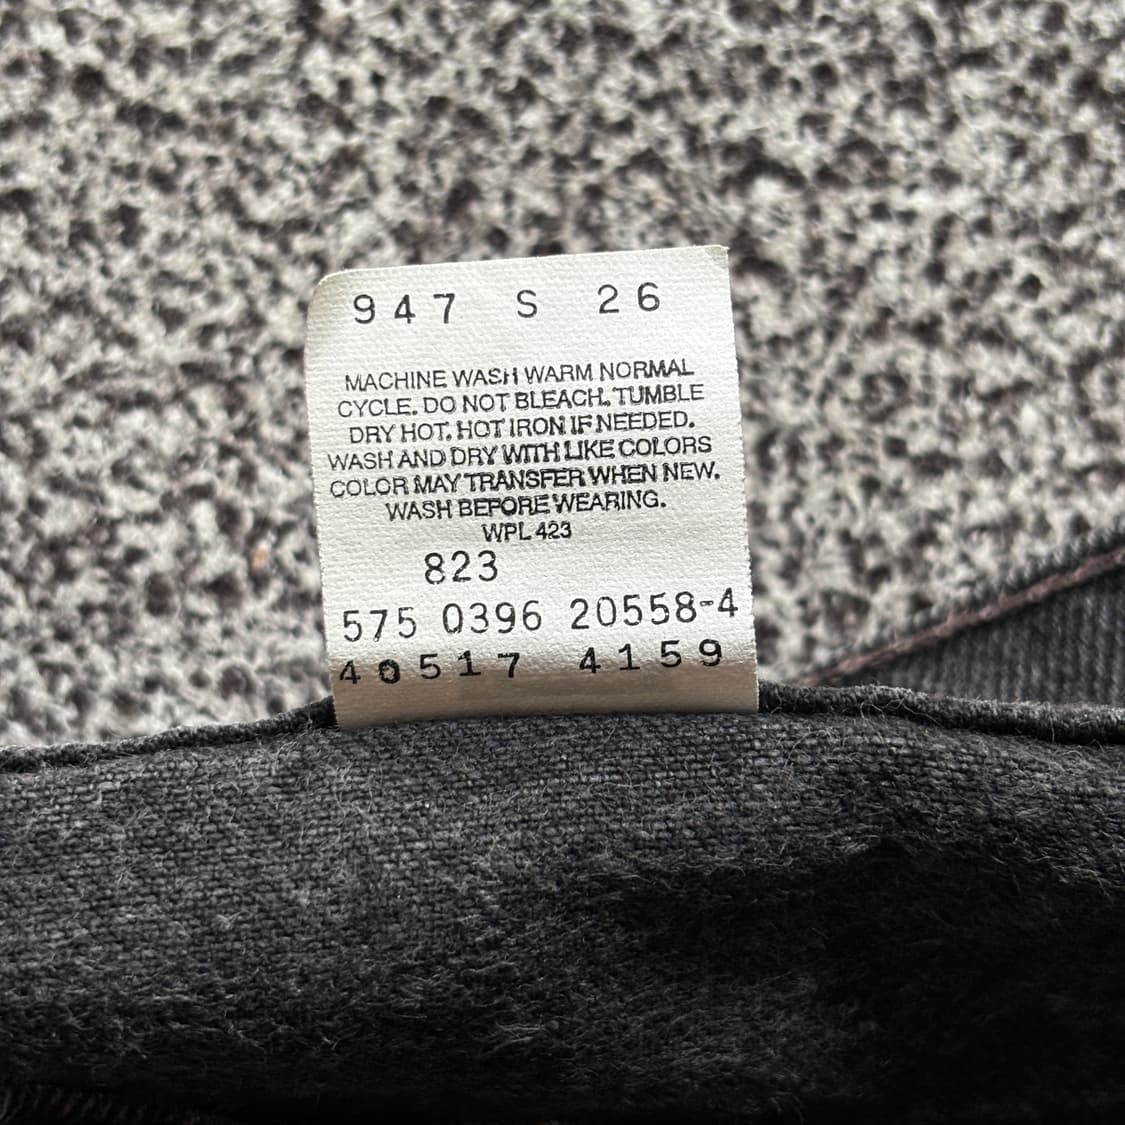 947 S 26
MACHINE WASH WARM NORMAL
CYCLE. DO NOT BLEACH. TUMBLE
DRY HOT. HOT IRON IF NEEDED.
WASH AND DRY WITH LIKE COLORS
COLOR MAY TRANSFER WHEN NEW.
WASH BEFORE WEARING.
WPL 423
823
575 0396 20558-4
40517 4159